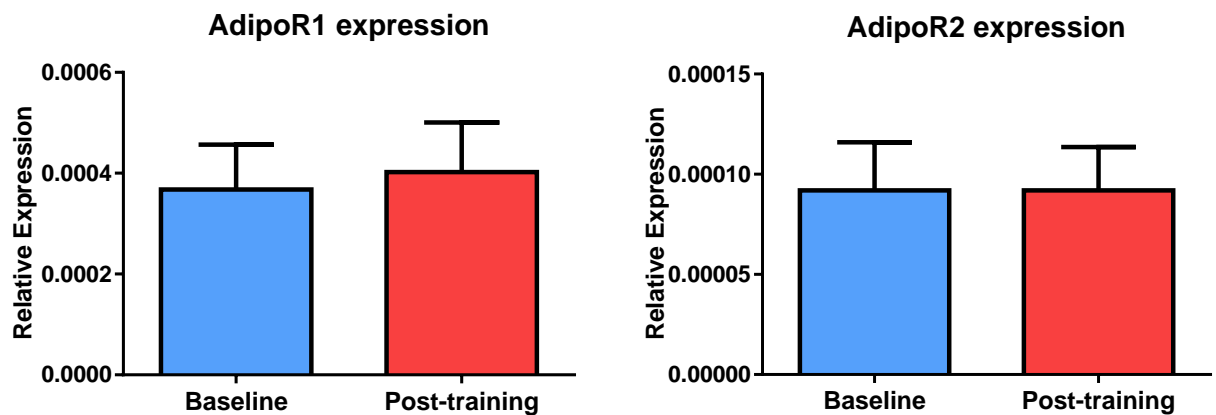 AdipoR1 expression
Relative Expression
0.0006
0.0004
0.0002
0.0000
Baseline
Post-training
AdipoR2 expression
Relative Expression
0.00015
0.00010
0.00005
0.00000
Baseline
Post-training